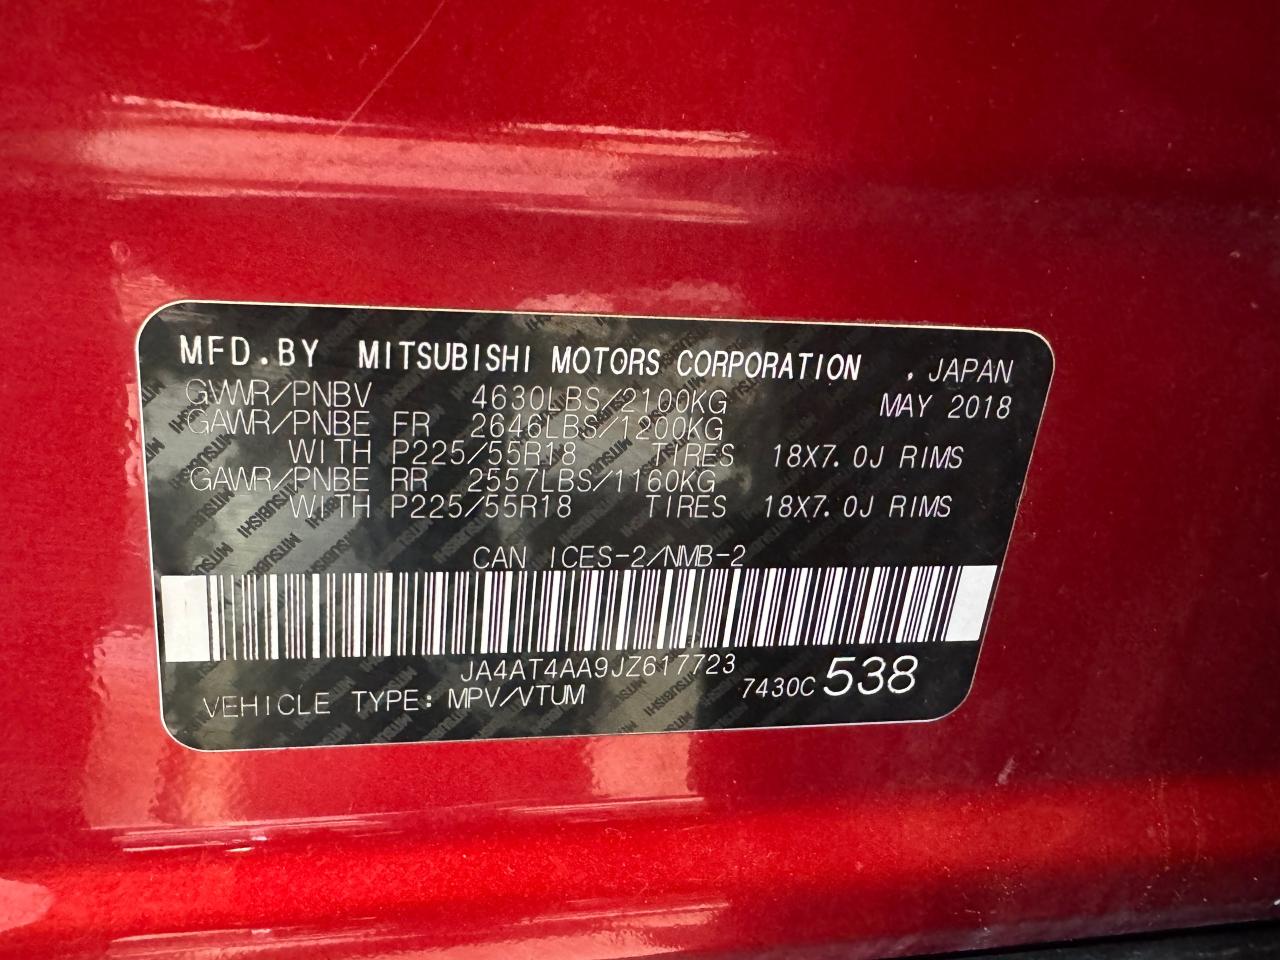 MFD.BY MITSUBISHI MOTORS CORPORATION . JAPAN
GVWR/PNBV 4630LBS/2100KG MAY 2018
GAWR/PNBE FR 2646LBS/1200KG
WITH P225/55R18 TIRES 18X7.0J RIMS
GAWR/PNBE RR 2557LBS/1160KG
WITH P225/55R18 TIRES 18X7.0J RIMS
CAN ICES-2/NMB-2
JA4AT4AA9JZ617723
VEHICLE TYPE: MPV/VTUM 7430C 538